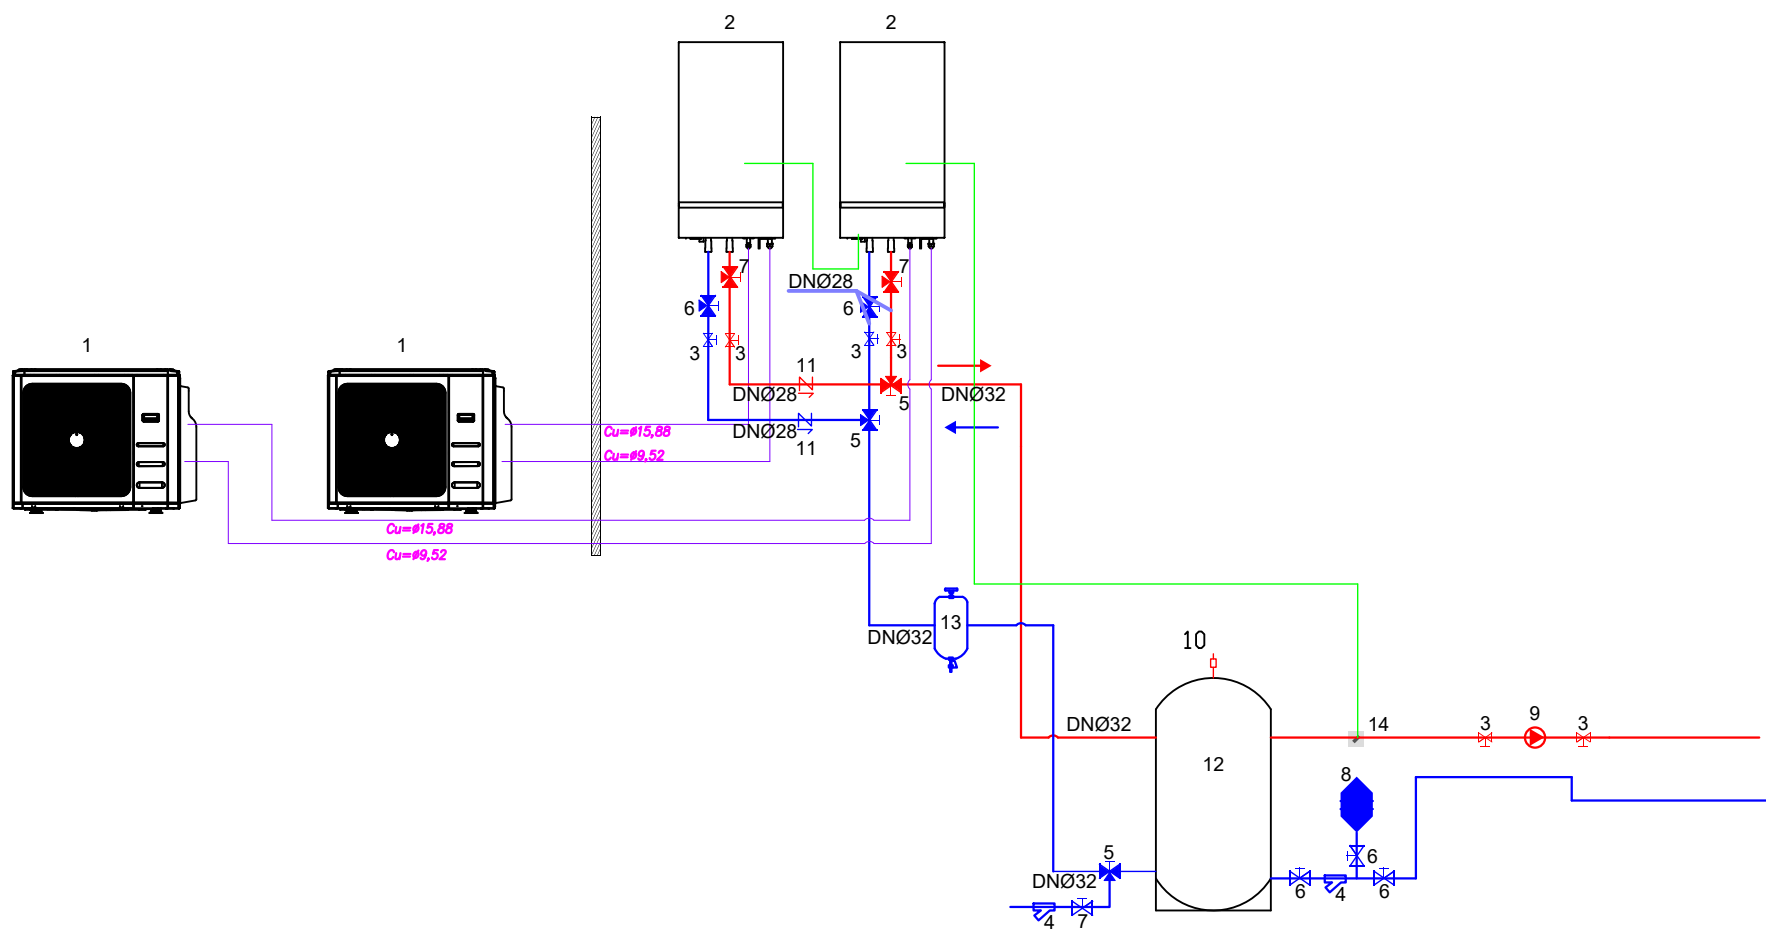 2 2
7 7
DNØ28
6 6
3 3 3 3
1 1
11
DNØ28 5 DNØ32
DNØ28 5
11
Cu=ø15,88
Cu=ø9,52
Cu=ø15,88
Cu=ø9,52
13
DNØ32
10
DNØ32 14 3 9 3
12
8
5 6
DNØ32
6 4 6
4 7